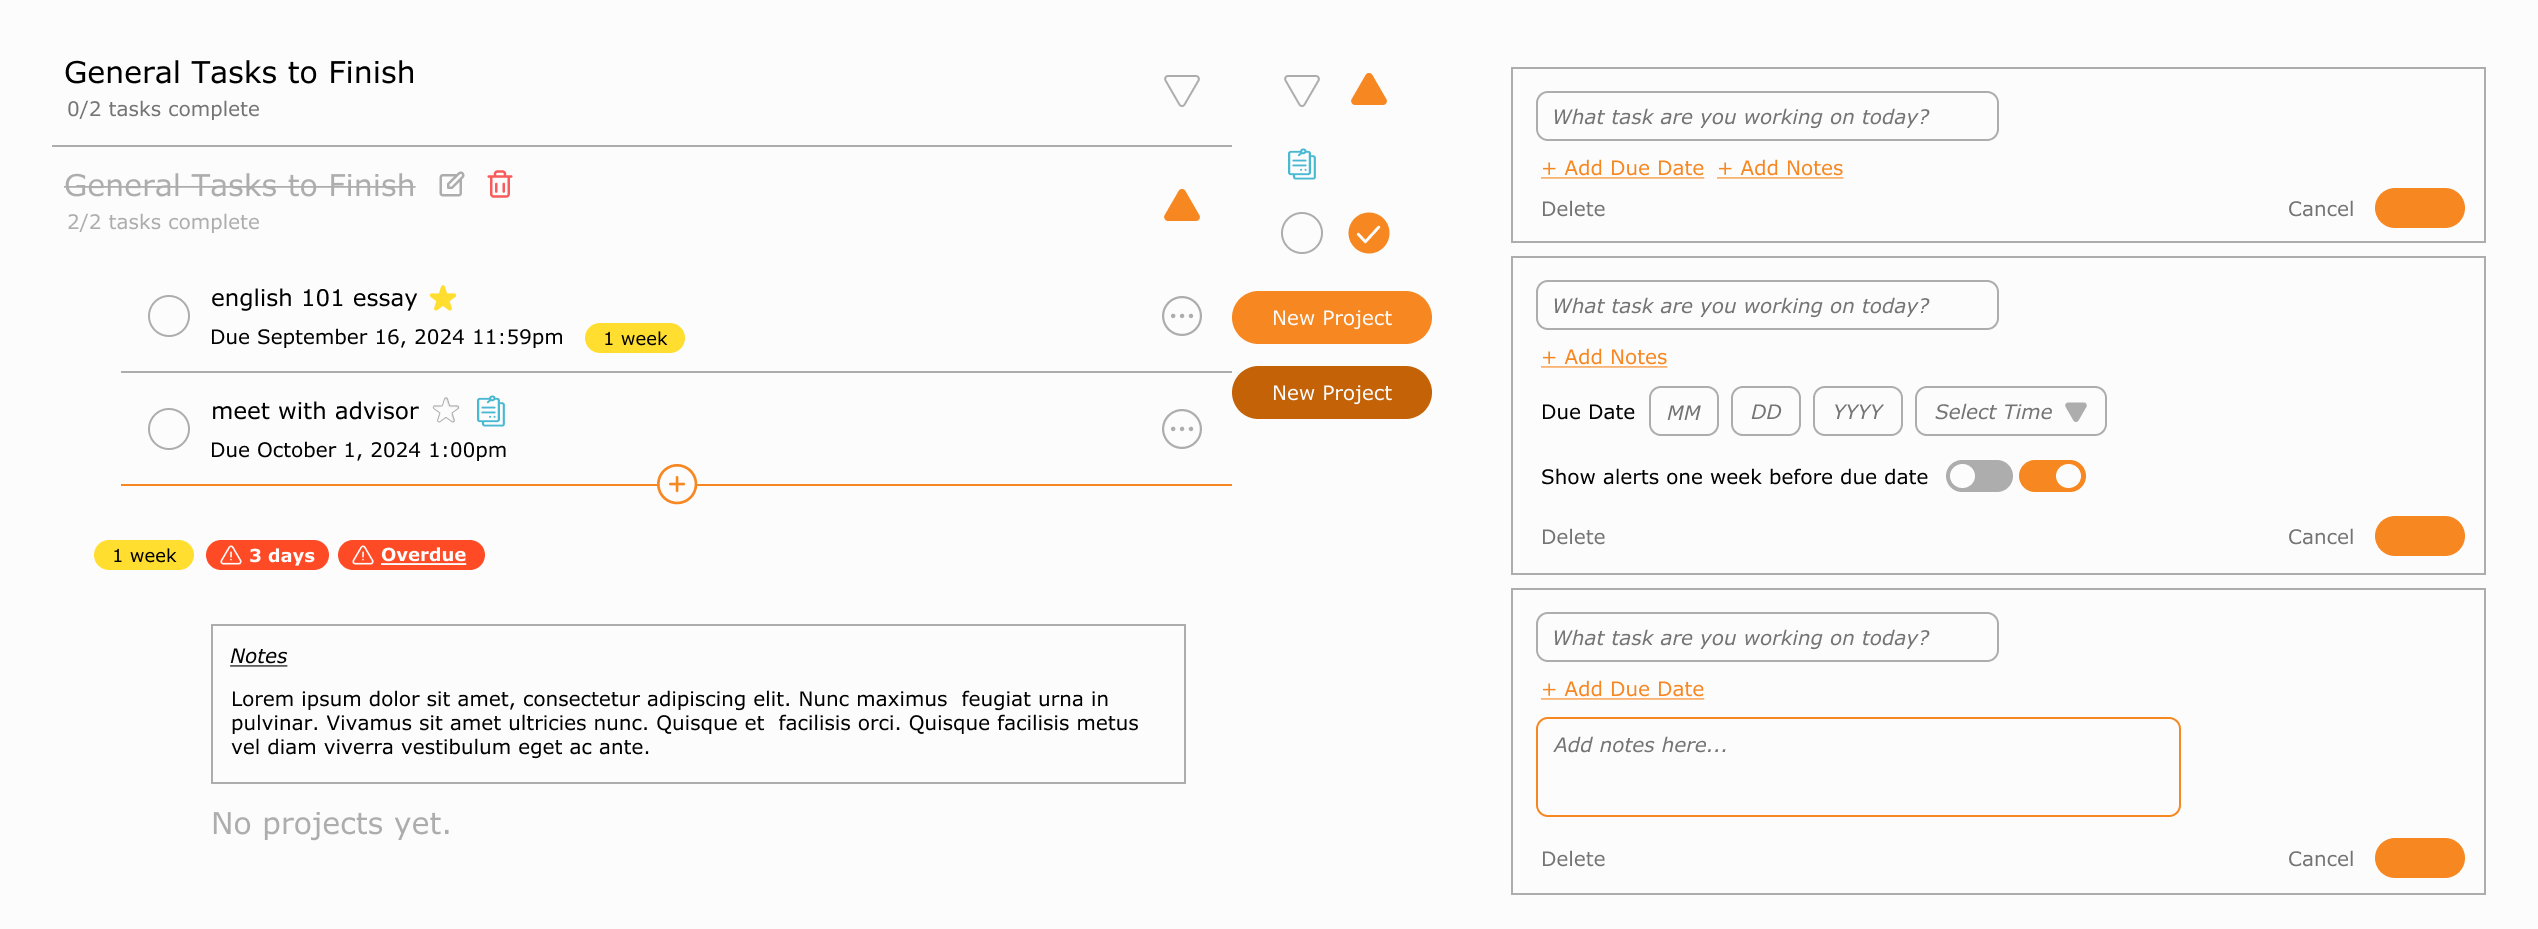 General Tasks to Finish
0/2 tasks complete
General Tasks to Finish
2/2 tasks complete
english 101 essay
Due September 16, 2024 11:59pm
1 week
meet with advisor
Due October 1, 2024 1:00pm
1 week
3 days
Overdue
Notes
Lorem ipsum dolor sit amet, consectetur adipiscing elit. Nunc maximus  feugiat urna in
pulvinar. Vivamus sit amet ultricies nunc. Quisque et  facilisis orci. Quisque facilisis metus
vel diam viverra vestibulum eget ac ante.
No projects yet.
New Project
New Project
What task are you working on today?
+ Add Due Date
+ Add Notes
Delete
Cancel
What task are you working on today?
+ Add Notes
Due Date
MM
DD
YYYY
Select Time
Show alerts one week before due date
Delete
Cancel
What task are you working on today?
+ Add Due Date
Add notes here...
Delete
Cancel